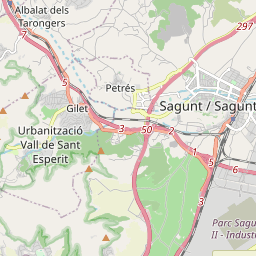 Albalat dels
Tarongers
297
7
5
Petrés
Gilet
Sagunt / Sagunt
Urbanització
Vall de Sant
Esperit
3
50
2
1
5
6
Parc Sagu
II - Indust